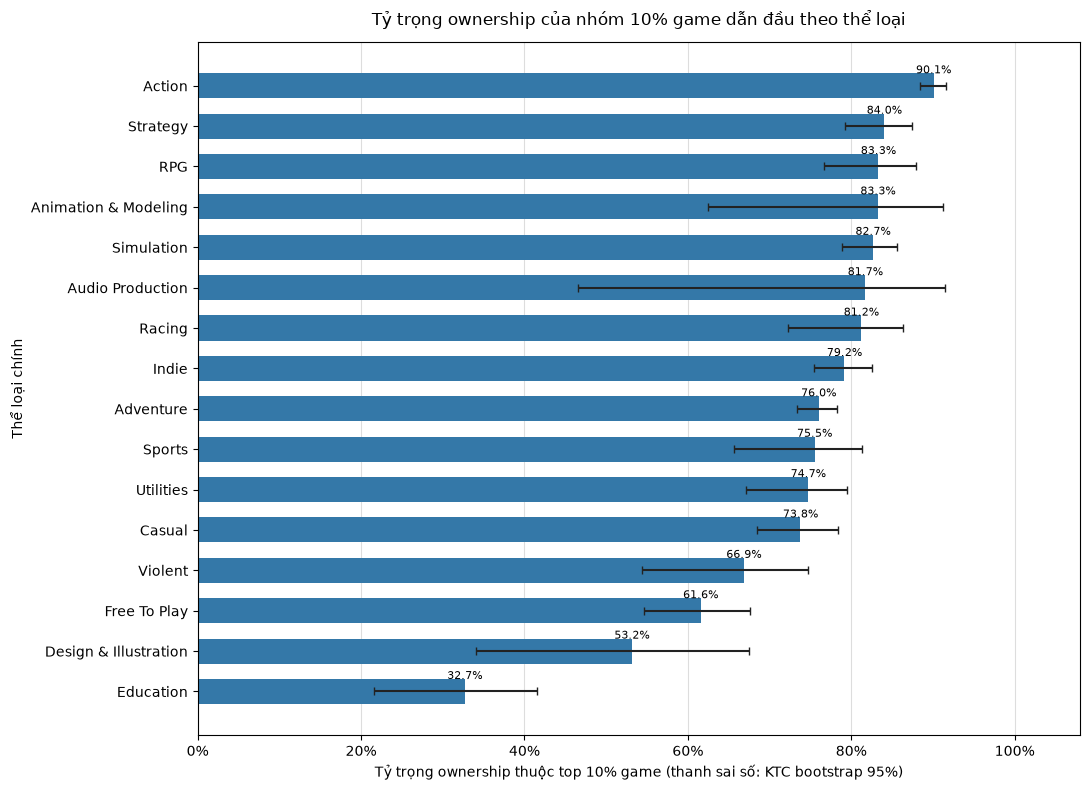 Tỷ trọng ownership của nhóm 10% game dẫn đầu theo thể loại
Thể loại chính
Action 90.1%
Strategy 84.0%
RPG 83.3%
Animation & Modeling 83.3%
Simulation 82.7%
Audio Production 81.7%
Racing 81.2%
Indie 79.2%
Adventure 76.0%
Sports 75.5%
Utilities 74.7%
Casual 73.8%
Violent 66.9%
Free To Play 61.6%
Design & Illustration 53.2%
Education 32.7%
0% 20% 40% 60% 80% 100%
Tỷ trọng ownership thuộc top 10% game (thanh sai số: KTC bootstrap 95%)